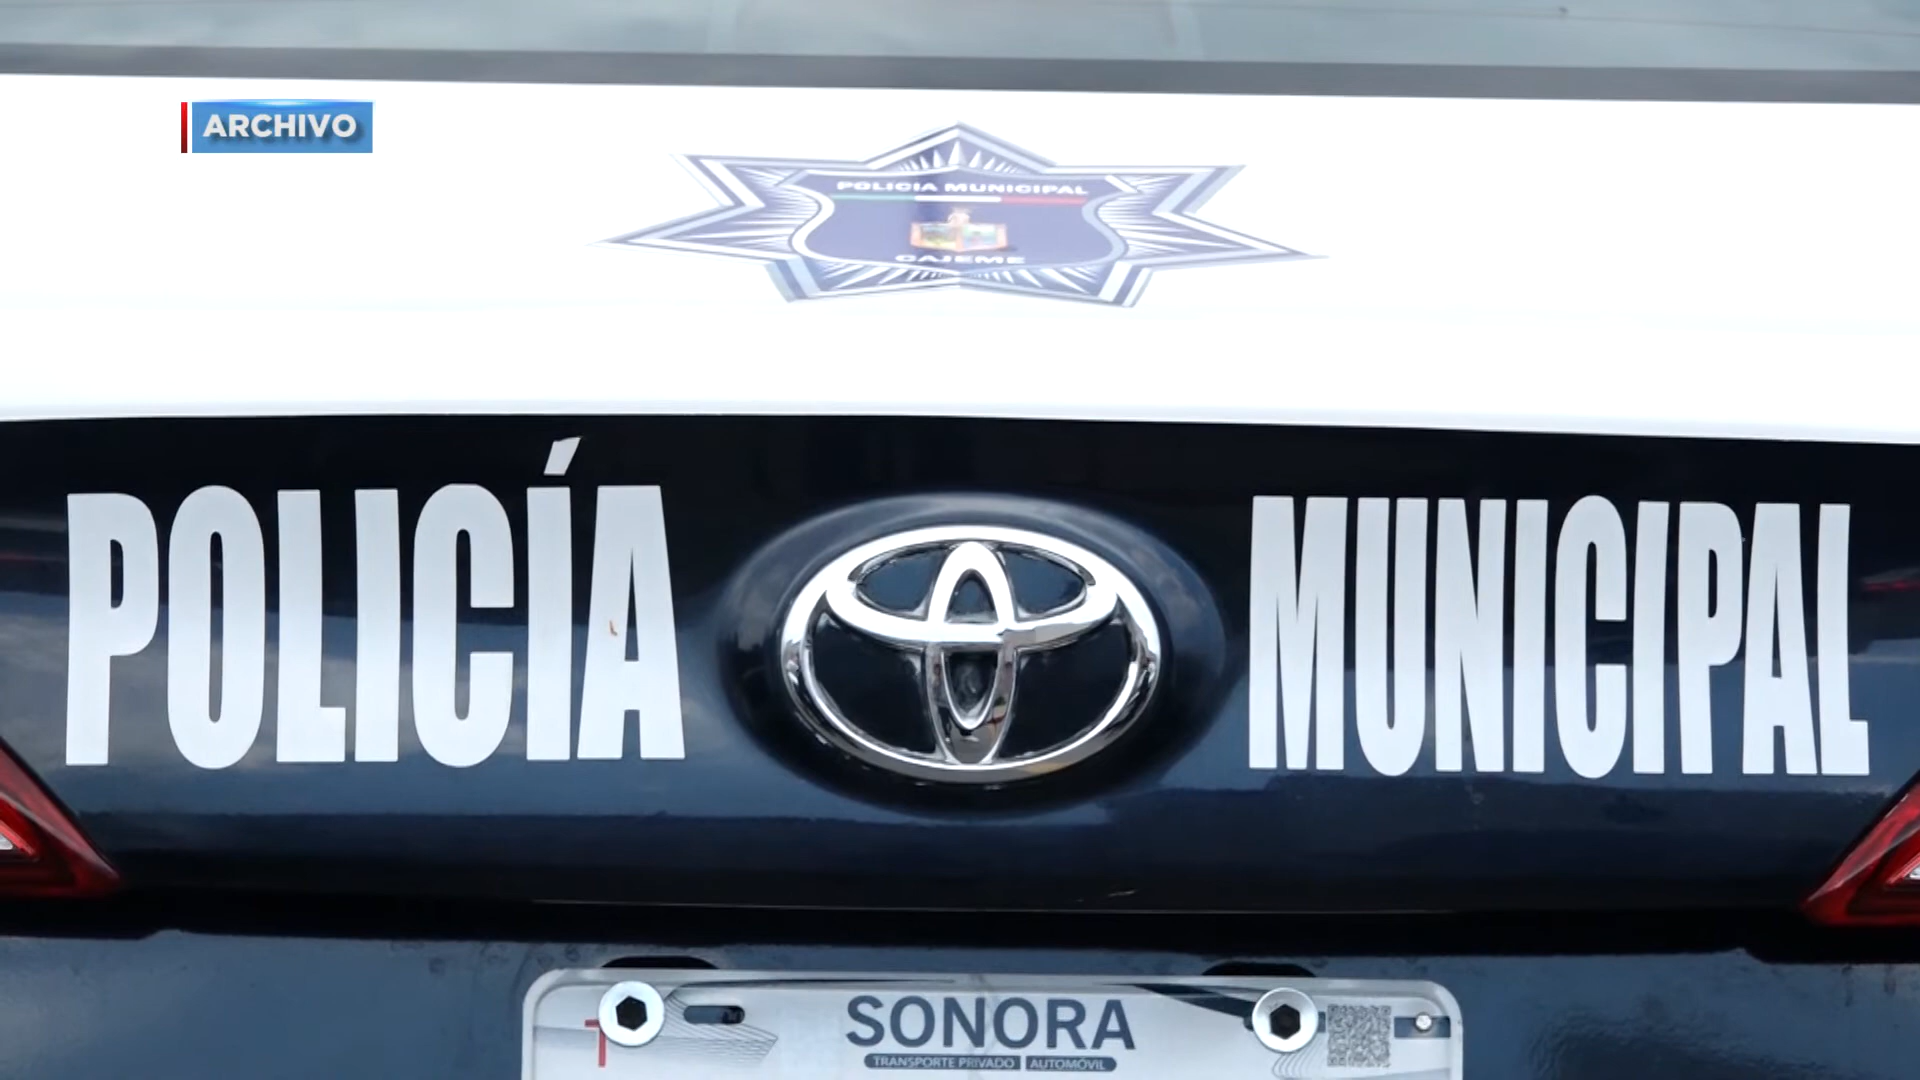 ARCHIVO
POLICIA MUNICIPAL
CAJEME
POLICÍA MUNICIPAL
SONORA
TRANSPORTE PRIVADO AUTOMÓVIL